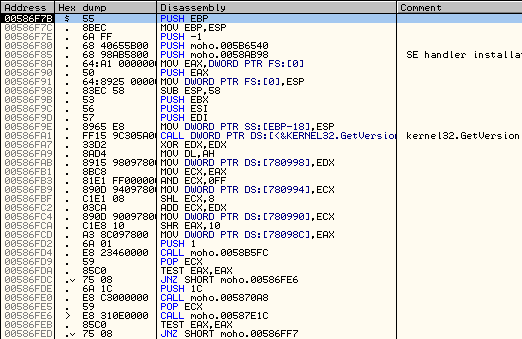 Address Hex dump Disassembly Comment
00586F7B $ 55 PUSH EBP
00586F7C . 8BEC MOV EBP,ESP
00586F7E . 6A FF PUSH -1
00586F80 . 68 40655B00 PUSH moho.005B6540
00586F85 . 68 98AB5800 PUSH moho.0058AB98 SE handler installa
00586F8A . 64:A1 0000000 MOV EAX,DWORD PTR FS:[0]
00586F90 . 50 PUSH EAX
00586F91 . 64:8925 00000 MOV DWORD PTR FS:[0],ESP
00586F98 . 83EC 58 SUB ESP,58
00586F9B . 53 PUSH EBX
00586F9C . 56 PUSH ESI
00586F9D . 57 PUSH EDI
00586F9E . 8965 E8 MOV DWORD PTR SS:[EBP-18],ESP
00586FA1 . FF15 9C305A00 CALL DWORD PTR DS:[<&KERNEL32.GetVersion kernel32.GetVersion
00586FA7 . 33D2 XOR EDX,EDX
00586FA9 . 8AD4 MOV DL,AH
00586FAB . 8915 98097800 MOV DWORD PTR DS:[780998],EDX
00586FB1 . 8BC8 MOV ECX,EAX
00586FB3 . 81E1 FF000000 AND ECX,0FF
00586FB9 . 890D 94097800 MOV DWORD PTR DS:[780994],ECX
00586FBF . C1E1 08 SHL ECX,8
00586FC2 . 03CA ADD ECX,EDX
00586FC4 . 890D 90097800 MOV DWORD PTR DS:[780990],ECX
00586FCA . C1E8 10 SHR EAX,10
00586FCD . A3 8C097800 MOV DWORD PTR DS:[78098C],EAX
00586FD2 . 6A 01 PUSH 1
00586FD4 . E8 23460000 CALL moho.0058B5FC
00586FD9 . 59 POP ECX
00586FDA . 85C0 TEST EAX,EAX
00586FDC . 75 08 JNZ SHORT moho.00586FE6
00586FDE . 6A 1C PUSH 1C
00586FE0 . E8 C3000000 CALL moho.005870A8
00586FE5 . 59 POP ECX
00586FE6 > E8 310E0000 CALL moho.00587E1C
00586FEB . 85C0 TEST EAX,EAX
00586FED . 75 08 JNZ SHORT moho.00586FF7